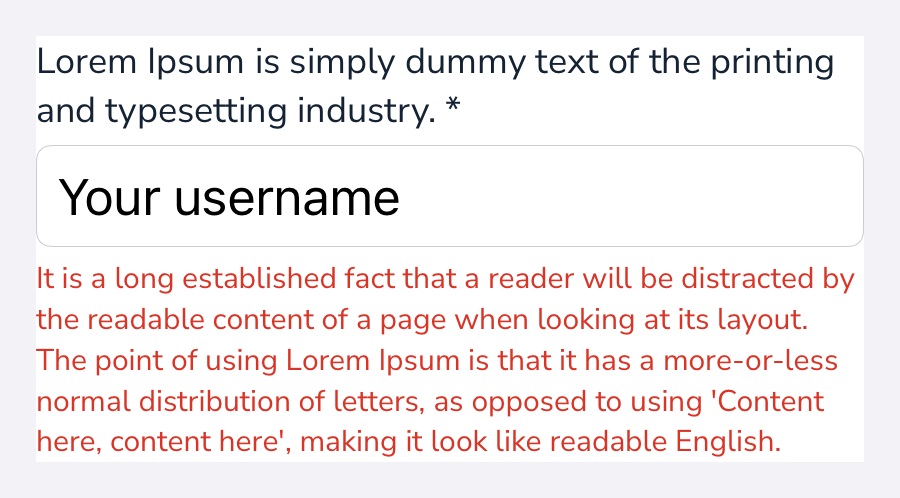 Lorem Ipsum is simply dummy text of the printing
and typesetting industry. *
Your username
It is a long established fact that a reader will be distracted by
the readable content of a page when looking at its layout.
The point of using Lorem Ipsum is that it has a more-or-less
normal distribution of letters, as opposed to using 'Content
here, content here', making it look like readable English.